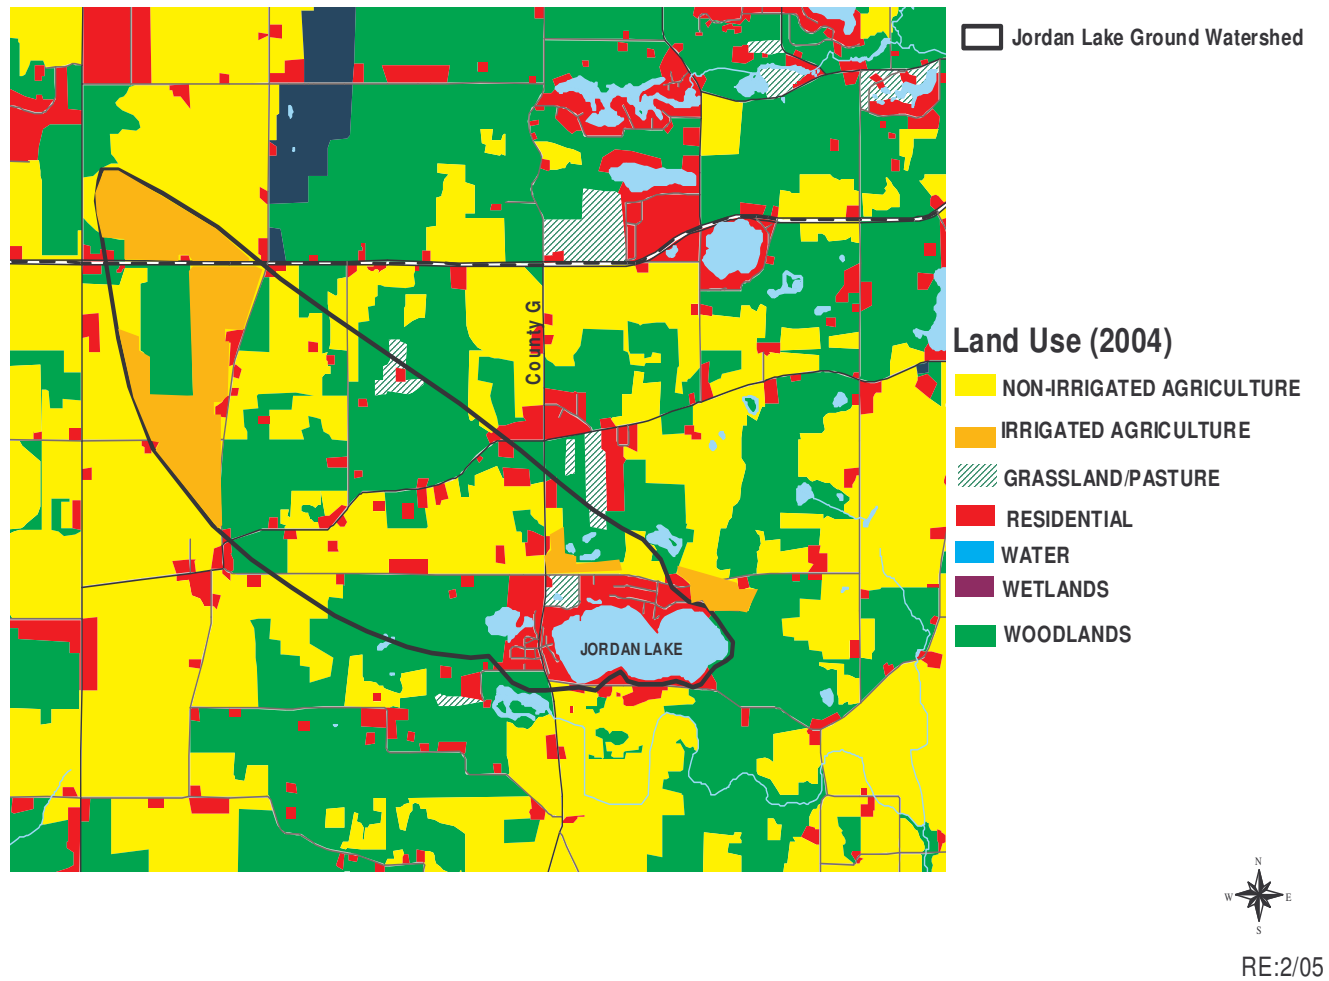 Jordan Lake Ground Watershed
County G
Land Use (2004)
NON-IRRIGATED AGRICULTURE
IRRIGATED AGRICULTURE
GRASSLAND/PASTURE
RESIDENTIAL
WATER
WETLANDS
WOODLANDS
JORDAN LAKE
N
W E
S
RE:2/05